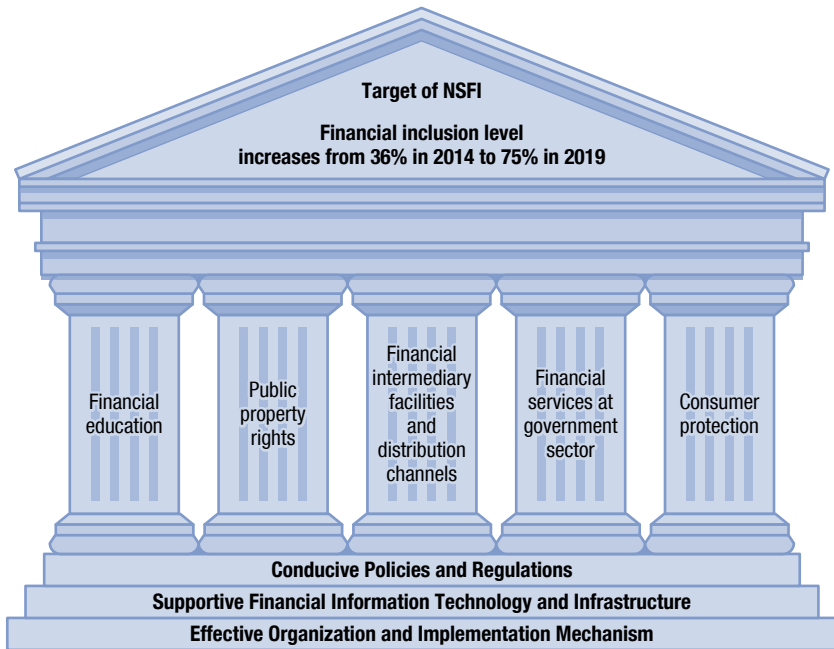 Target of NSFI
Financial inclusion level
increases from 36% in 2014 to 75% in 2019
Financial
education
Public
property
rights
Financial
intermediary
facilities
and
distribution
channels
Financial
services at
government
sector
Consumer
protection
Conducive Policies and Regulations
Supportive Financial Information Technology and Infrastructure
Effective Organization and Implementation Mechanism